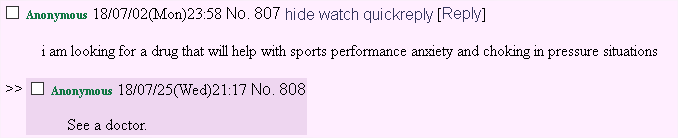 Anonymous 18/07/02(Mon)23:58 No. 807 hide watch quickreply [Reply]
i am looking for a drug that will help with sports performance anxiety and choking in pressure situations
>> Anonymous 18/07/25(Wed)21:17 No. 808
See a doctor.